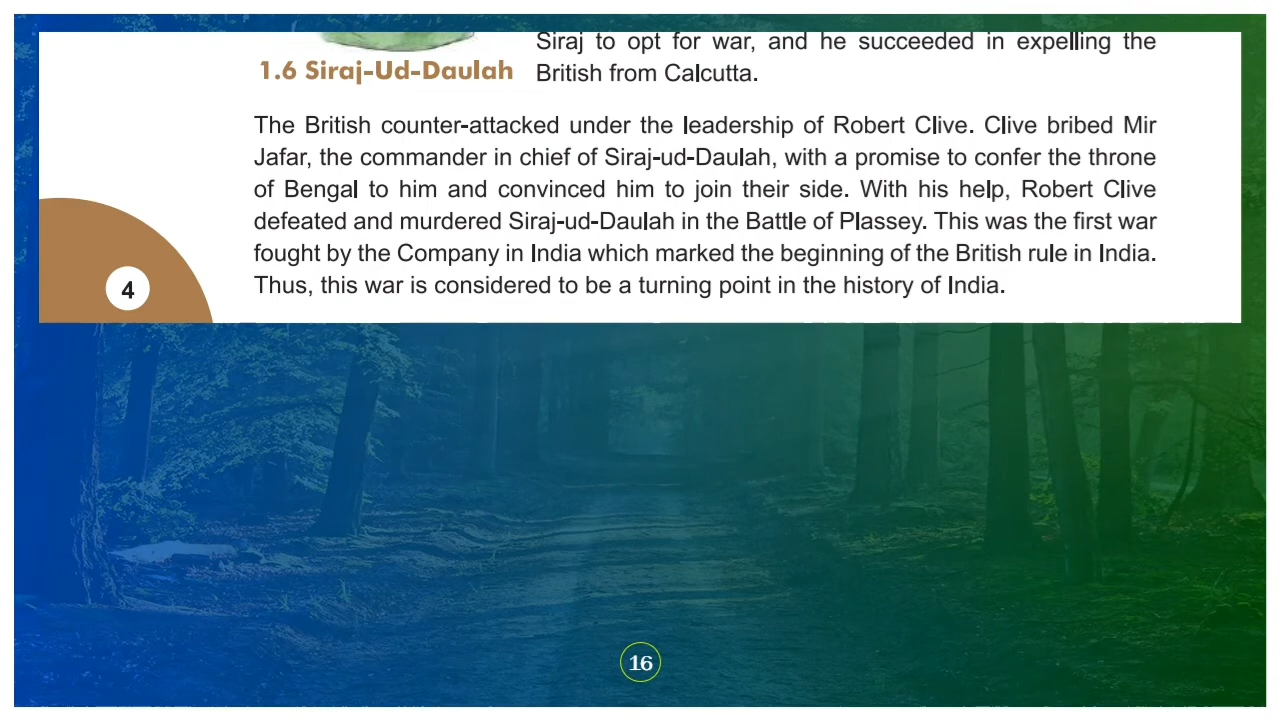 Siraj to opt for war, and he succeeded in expelling the
1.6 Siraj-Ud-Daulah
British from Calcutta.
The British counter-attacked under the leadership of Robert Clive. Clive bribed Mir
Jafar, the commander in chief of Siraj-ud-Daulah, with a promise to confer the throne
of Bengal to him and convinced him to join their side. With his help, Robert Clive
defeated and murdered Siraj-ud-Daulah in the Battle of Plassey. This was the first war
fought by the Company in India which marked the beginning of the British rule in India.
Thus, this war is considered to be a turning point in the history of India.
4
16